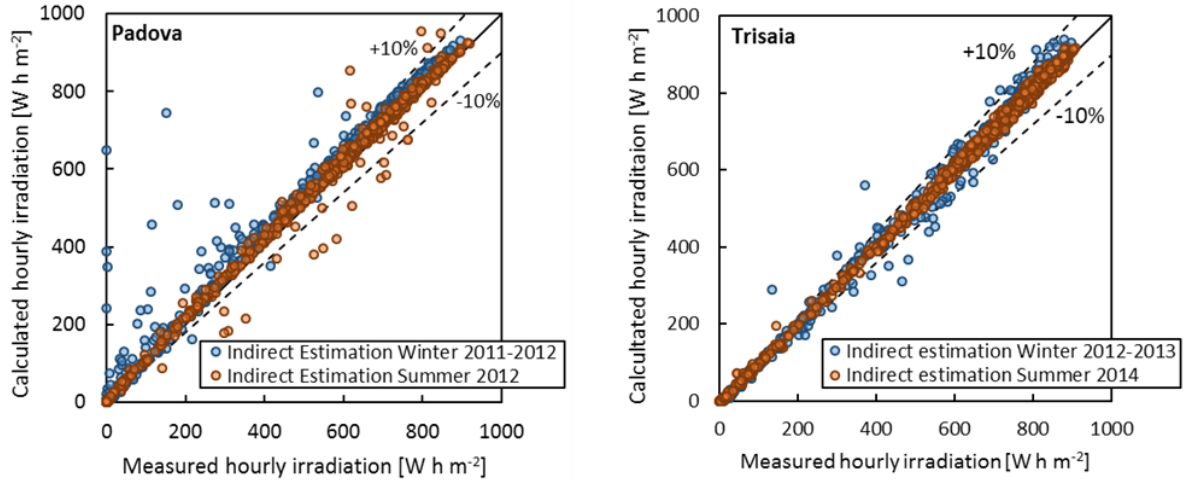 Padova
+10%
-10%
Calculated hourly irradiation [W h m-2]
1000
800
600
400
200
0
Indirect Estimation Winter 2011-2012
Indirect Estimation Summer 2012
0 200 400 600 800 1000
Measured hourly irradiation [W h m-2]
Trisaia
+10%
-10%
Calcultated hourly irraditaion [W h m-2]
1000
800
600
400
200
0
Indirect estimation Winter 2012-2013
Indirect estimation Summer 2014
0 200 400 600 800 1000
Measured hourly irradiation [W h m-2]